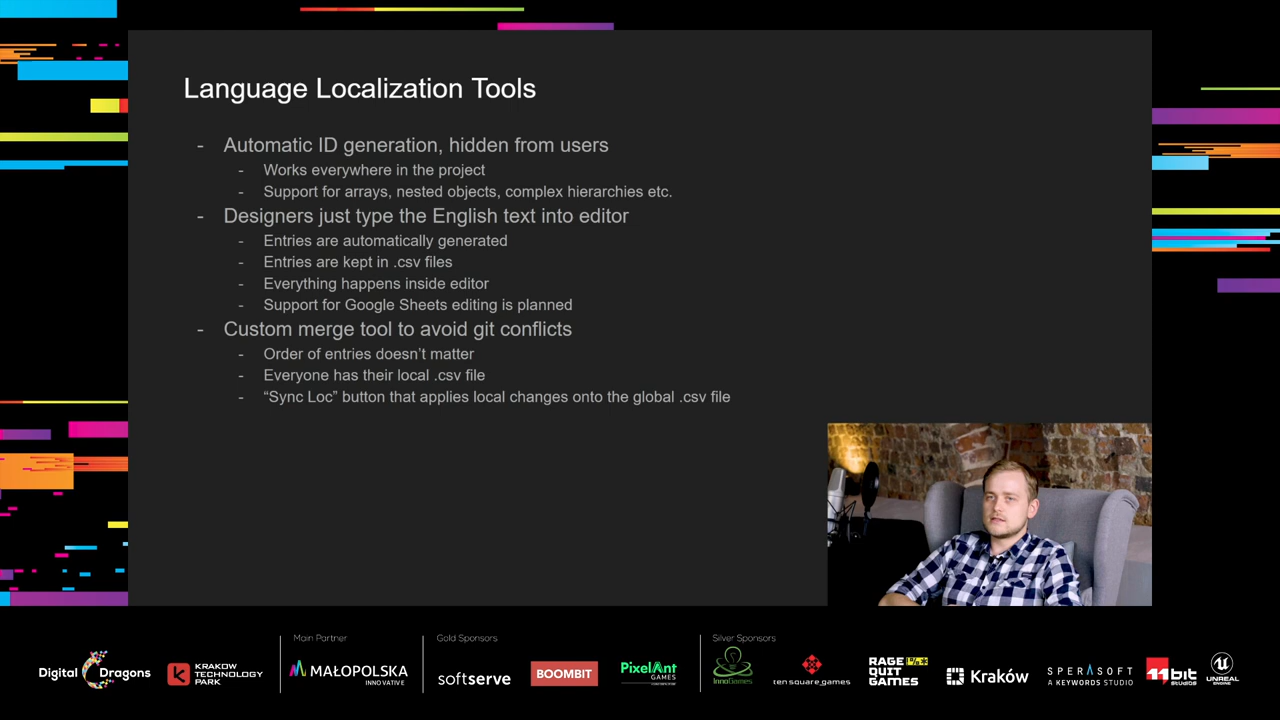 Language Localization Tools
- Automatic ID generation, hidden from users
- Works everywhere in the project
- Support for arrays, nested objects, complex hierarchies etc.
- Designers just type the English text into editor
- Entries are automatically generated
- Entries are kept in .csv files
- Everything happens inside editor
- Support for Google Sheets editing is planned
- Custom merge tool to avoid git conflicts
- Order of entries doesn’t matter
- Everyone has their local .csv file
- “Sync Loc” button that applies local changes onto the global .csv file
Main Partner
Gold Sponsors
Silver Sponsors
Digital Dragons
KRAKOW
TECHNOLOGY
PARK
MAŁOPOLSKA
INNOVATIVE
softserve
BOOMBIT
PixelAnt
GAMES
InnoGames
ten square games
RAGE
QUIT
GAMES
Kraków
SPERASOFT
A KEYWORDS STUDIO
11bit
STUDIOS
UNREAL
ENGINE